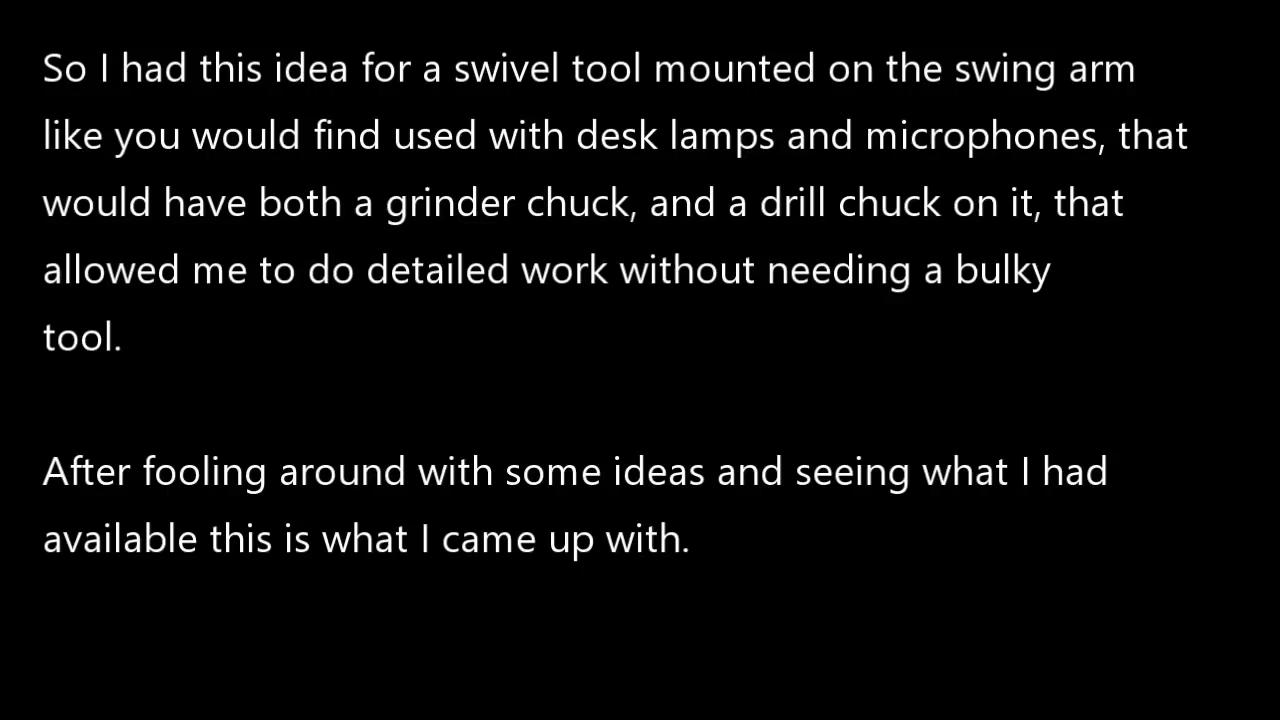 So I had this idea for a swivel tool mounted on the swing arm
like you would find used with desk lamps and microphones, that
would have both a grinder chuck, and a drill chuck on it, that
allowed me to do detailed work without needing a bulky
tool.
After fooling around with some ideas and seeing what I had
available this is what I came up with.